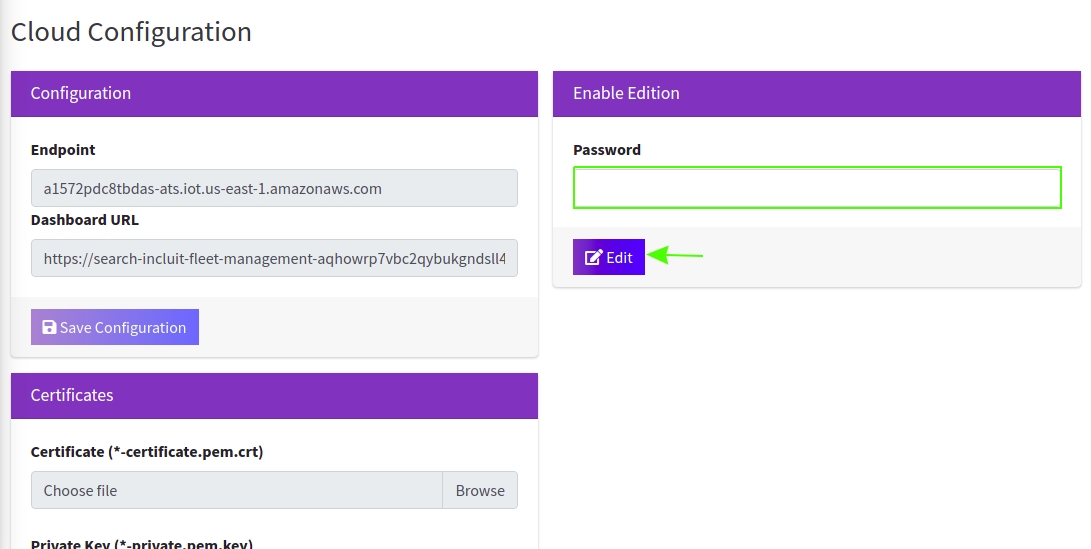 Cloud Configuration
Configuration
Endpoint
a1572pdc8tbdas-ats.iot.us-east-1.amazonaws.com
Dashboard URL
https://search-incluit-fleet-management-aqhowrp7vbc2qybukgndsll4
Save Configuration
Certificates
Certificate (*-certificate.pem.crt)
Choose file Browse
Private Key (*-private.pem.key)
Enable Edition
Password
Edit